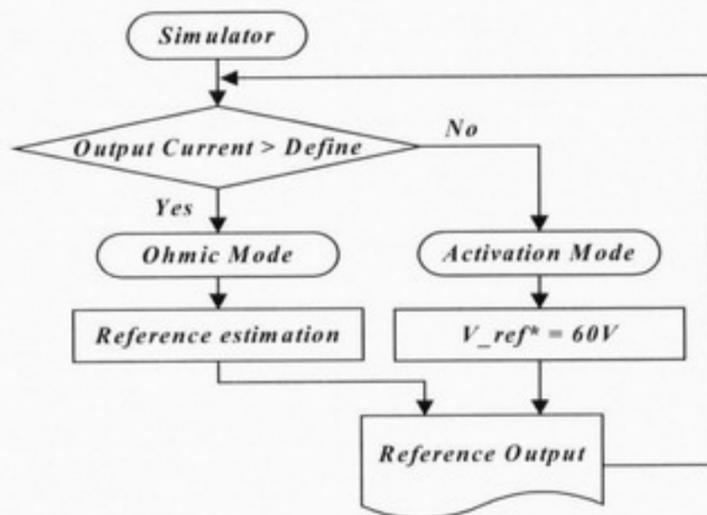 Simulator
Output Current > Define
No
Yes
Ohmic Mode
Activation Mode
Reference estimation
V_ref* = 60V
Reference Output